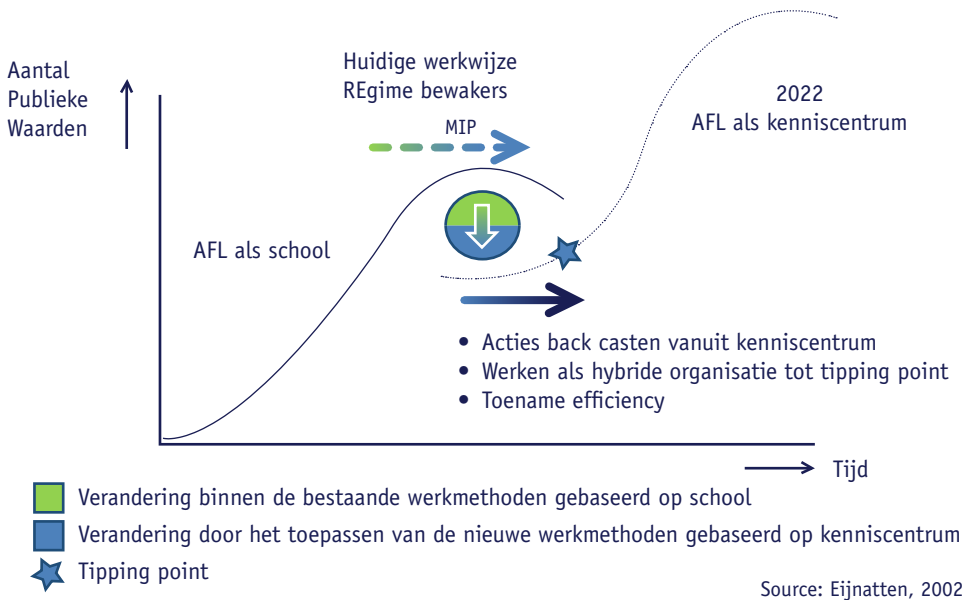 Aantal
Publieke
Waarden
Huidige werkwijze
REgime bewakers
MIP
2022
AFL als kenniscentrum
AFL als school
• Acties back casten vanuit kenniscentrum
• Werken als hybride organisatie tot tipping point
• Toename efficiency
Tijd
Verandering binnen de bestaande werkmethoden gebaseerd op school
Verandering door het toepassen van de nieuwe werkmethoden gebaseerd op kenniscentrum
Tipping point
Source: Eijnatten, 2002